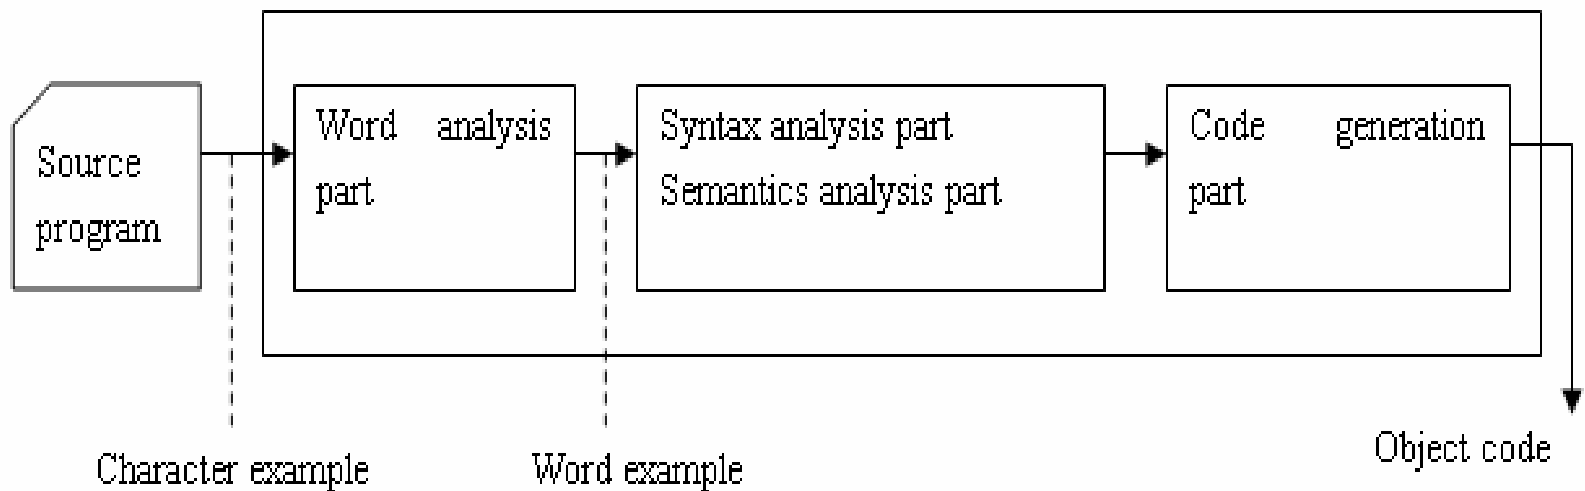 Source
program
Word analysis
part
Syntax analysis part
Semantics analysis part
Code generation
part
Character example
Word example
Object code